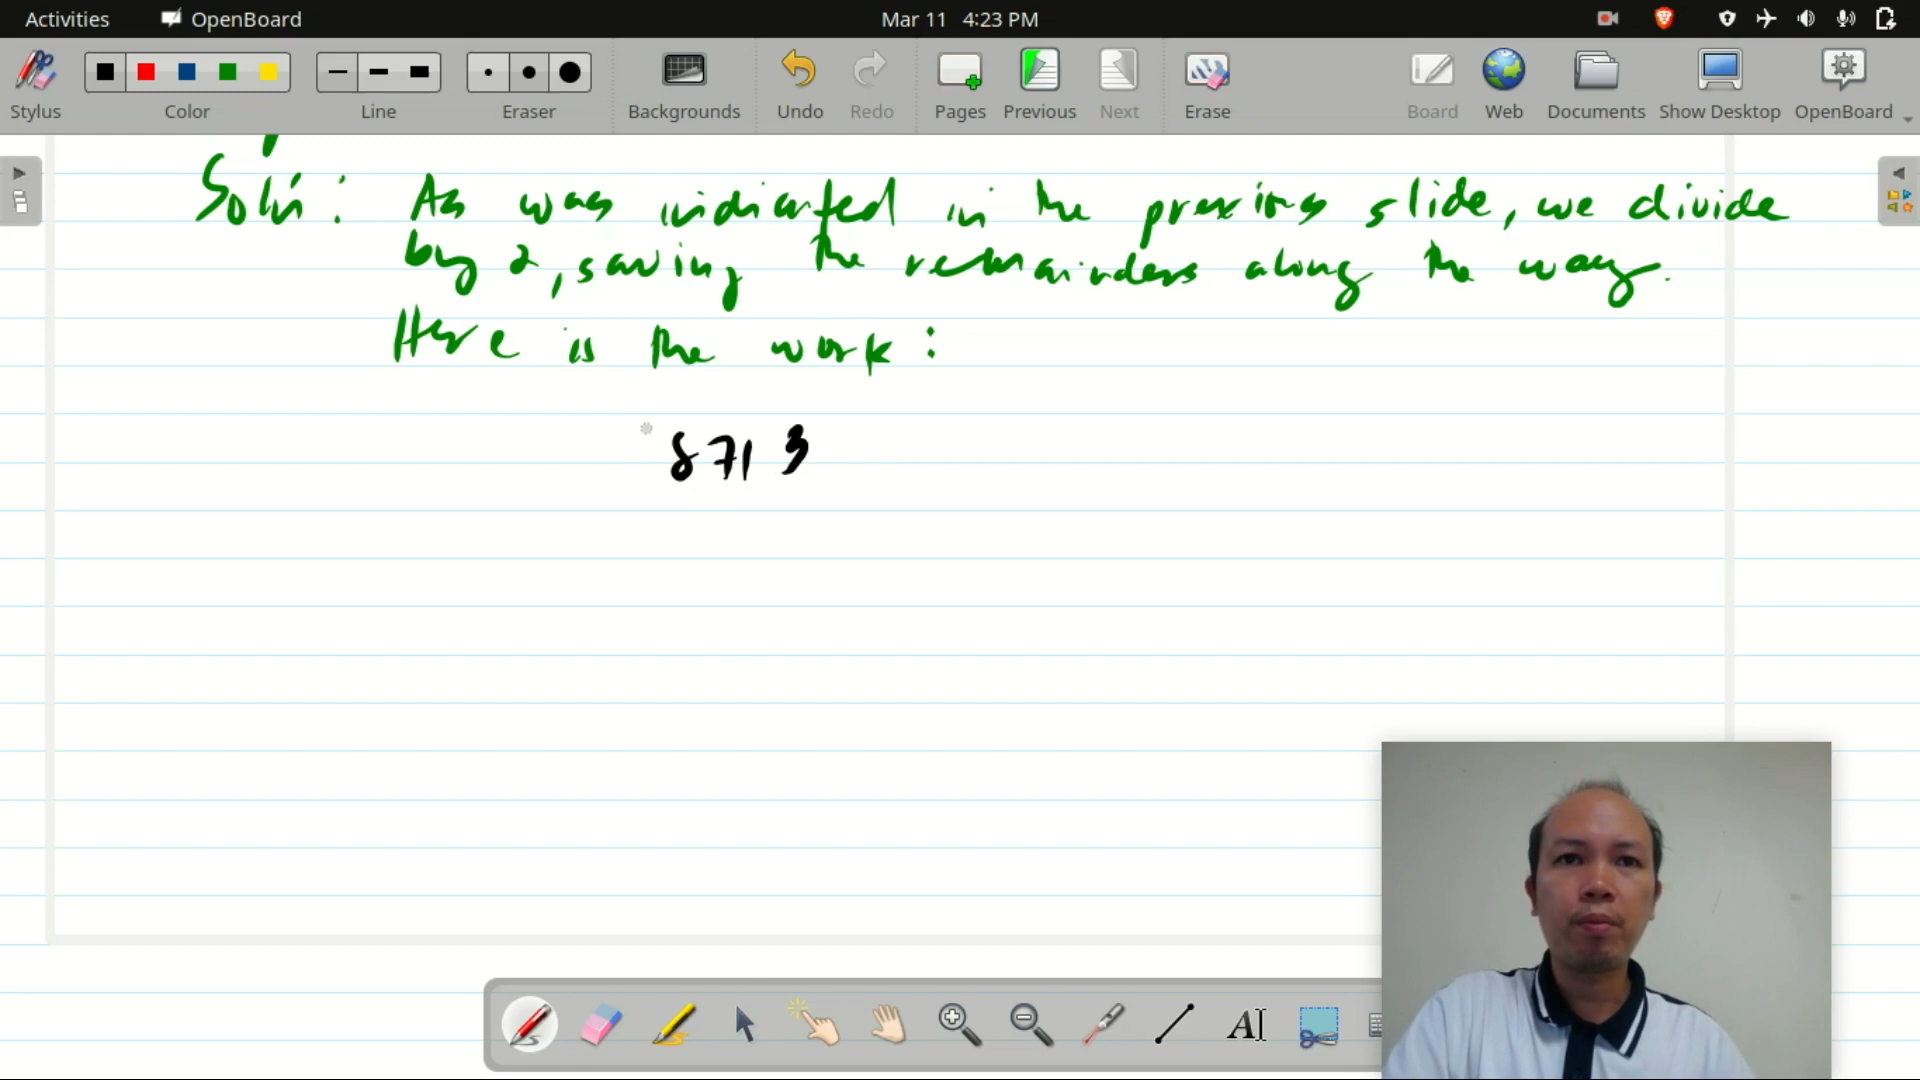 Activities OpenBoard Mar 11 4:23 PM
Stylus Color Line Eraser Backgrounds Undo Redo Pages Previous Next Erase Board Web Documents Show Desktop OpenBoard
Sol'n: As was indicated in the previous slide, we divide
by 2, saving the remainders along the way.
Here is the work:
8713